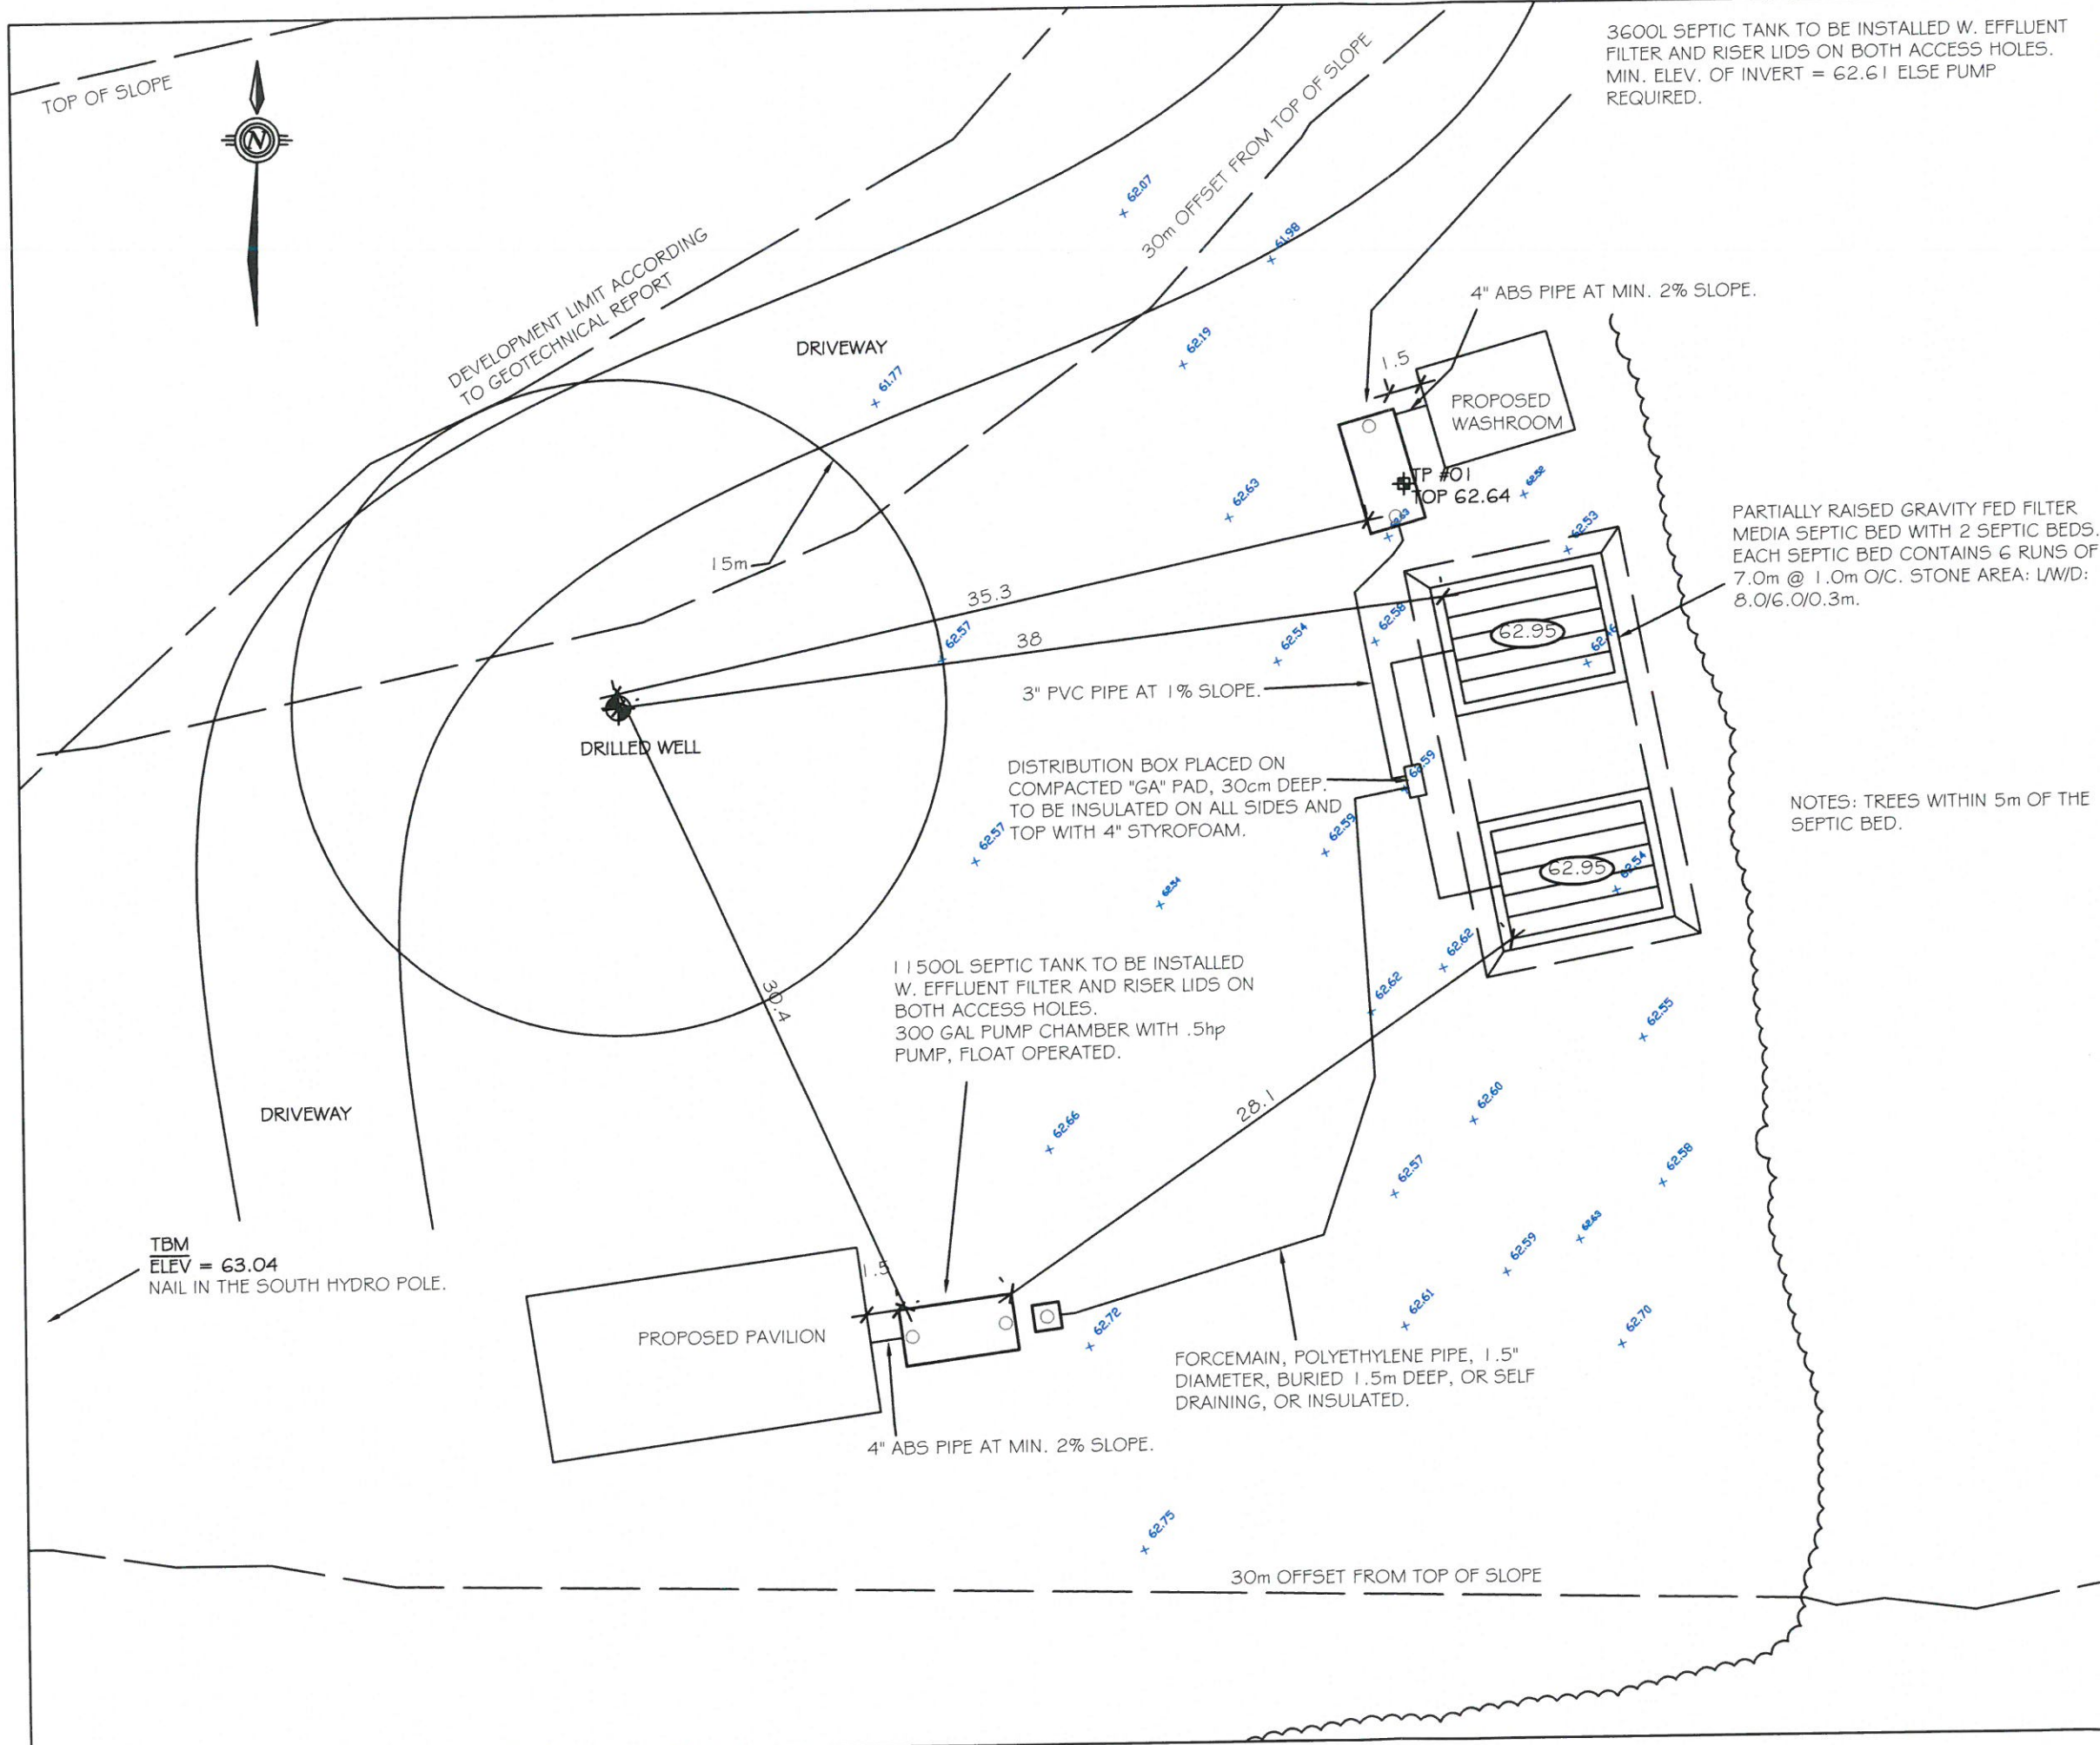 3600L SEPTIC TANK TO BE INSTALLED W. EFFLUENT
FILTER AND RISER LIDS ON BOTH ACCESS HOLES.
MIN. ELEV. OF INVERT = 62.61 ELSE PUMP
REQUIRED.
TOP OF SLOPE
N
30m OFFSET FROM TOP OF SLOPE
62.07
61.98
DEVELOPMENT LIMIT ACCORDING
TO GEOTECHNICAL REPORT
4" ABS PIPE AT MIN. 2% SLOPE.
DRIVEWAY
62.19
61.77
1.5
PROPOSED
WASHROOM
TP #01
TOP 62.64
62.52
62.63
62.53
PARTIALLY RAISED GRAVITY FED FILTER
MEDIA SEPTIC BED WITH 2 SEPTIC BEDS.
EACH SEPTIC BED CONTAINS 6 RUNS OF
7.0m @ 1.0m O/C. STONE AREA: L/W/D:
8.0/6.0/0.3m.
15m
35.3
38
62.57
62.54
62.58
62.95
62.46
3" PVC PIPE AT 1% SLOPE.
DRILLED WELL
DISTRIBUTION BOX PLACED ON
COMPACTED "GA" PAD, 30cm DEEP.
TO BE INSULATED ON ALL SIDES AND
TOP WITH 4" STYROFOAM.
62.59
NOTES: TREES WITHIN 5m OF THE
SEPTIC BED.
62.57
62.59
62.54
62.95
62.54
62.62
62.62
11500L SEPTIC TANK TO BE INSTALLED
W. EFFLUENT FILTER AND RISER LIDS ON
BOTH ACCESS HOLES.
300 GAL PUMP CHAMBER WITH .5hp
PUMP, FLOAT OPERATED.
30.4
62.55
DRIVEWAY
62.66
28.1
62.60
62.57
62.58
62.63
62.59
TBM
ELEV = 63.04
NAIL IN THE SOUTH HYDRO POLE.
1.5
PROPOSED PAVILION
62.72
62.61
62.70
FORCEMAIN, POLYETHYLENE PIPE, 1.5"
DIAMETER, BURIED 1.5m DEEP, OR SELF
DRAINING, OR INSULATED.
4" ABS PIPE AT MIN. 2% SLOPE.
62.75
30m OFFSET FROM TOP OF SLOPE